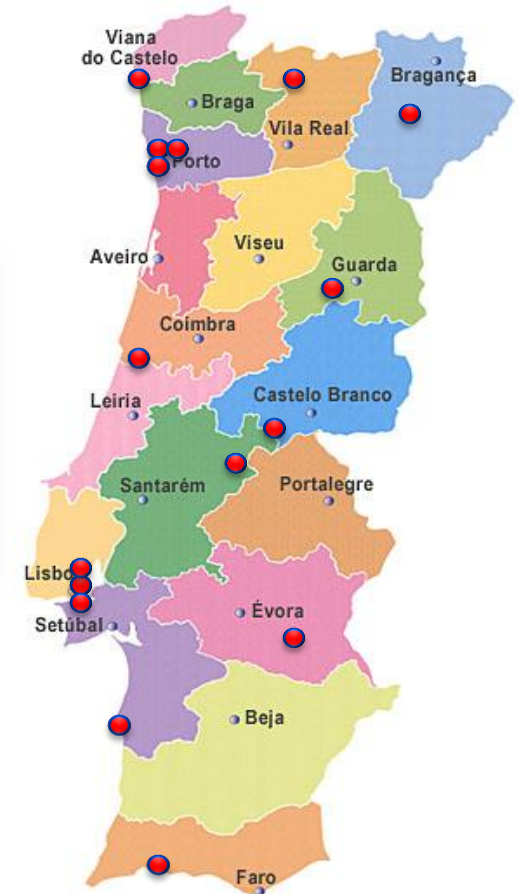 Viana
do Castelo
Bragança
Braga
Vila Real
Porto
Viseu
Aveiro
Guarda
Coimbra
Castelo Branco
Leiria
Santarém
Portalegre
Lisbo
Évora
Setúbal
Beja
Faro